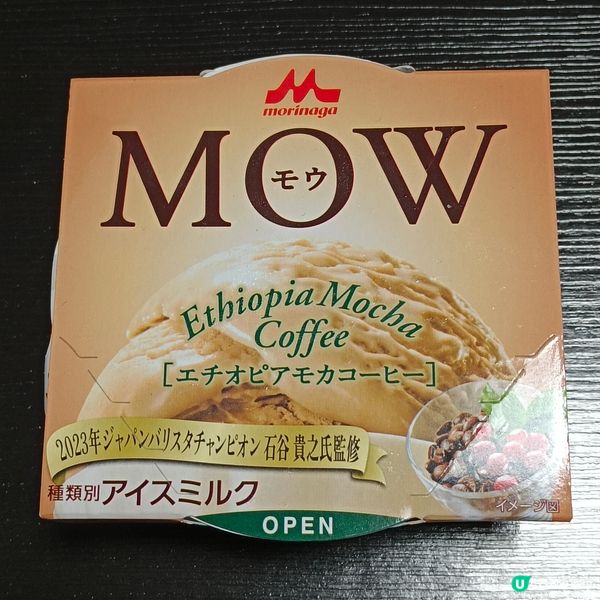 morinaga
MOW
モウ
Ethiopia Mocha
Coffee
[エチオピアモカコーヒー]
2023年ジャパンバリスタチャンピオン 石谷 貴之氏監修
種類別アイスミルク
イメージ図
OPEN
U